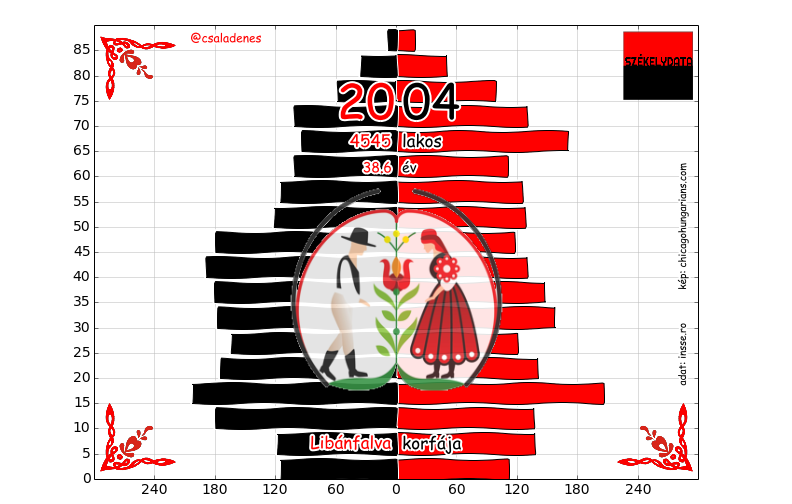 @csaladenes
SZÉKELYDATA
2004
4545 lakos
38.6 év
kép: chicagohungarians.com
adat: insse.ro
Libánfalva korfája
85
80
75
70
65
60
55
50
45
40
35
30
25
20
15
10
5
0
240 180 120 60 0 60 120 180 240